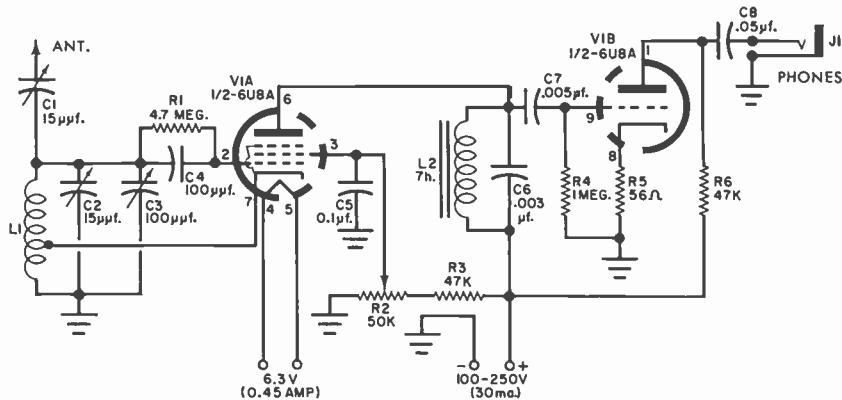 ANT.
C1
15µµf.
R1
4.7 MEG.
V1A
1/2-6U8A
6
2
3
7
4
5
C4
100µµf.
C2
15µµf.
C3
100µµf.
L1
C5
0.1µf.
L2
7h.
C7
.005µf.
C6
.003
µf.
V1B
1/2-6U8A
1
9
8
C8
.05µf.
J1
PHONES
R4
1MEG.
R5
56Ω
R6
47K
R3
47K
R2
50K
6.3V
(0.45 AMP)
- +
100-250V
(30ma.)